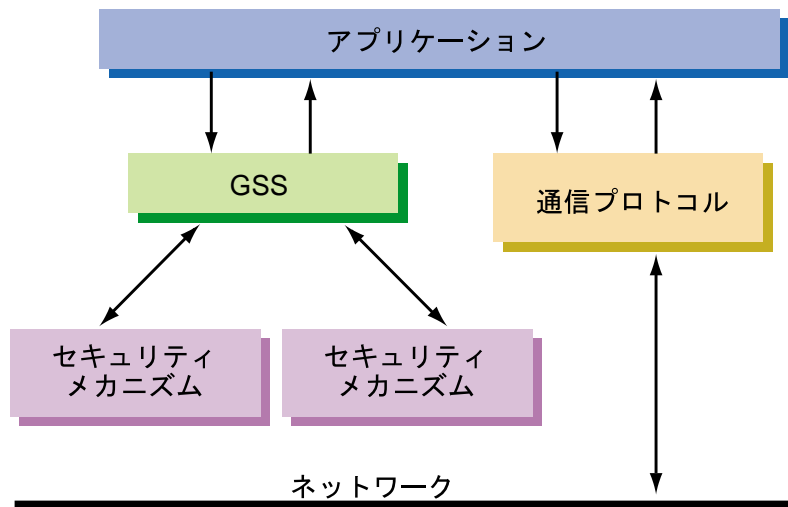 アプリケーション
GSS
通信プロトコル
セキュリティ
メカニズム
セキュリティ
メカニズム
ネットワーク